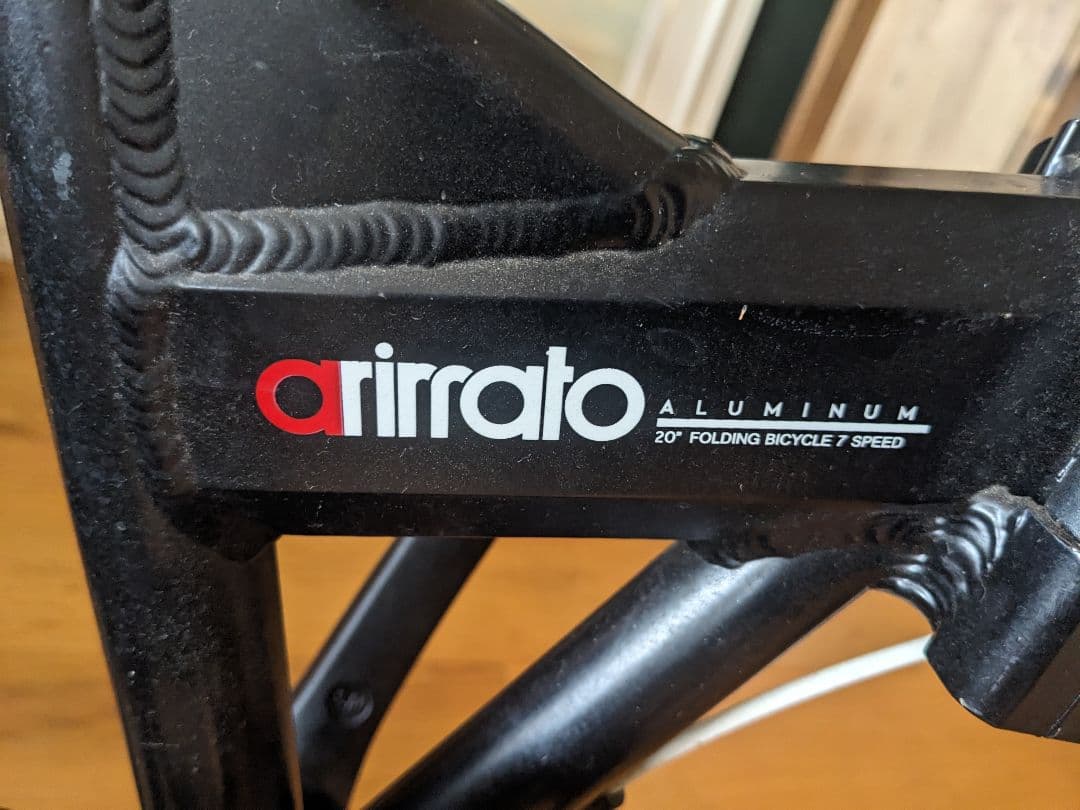 arirrato
ALUMINUM
20" FOLDING BICYCLE 7 SPEED